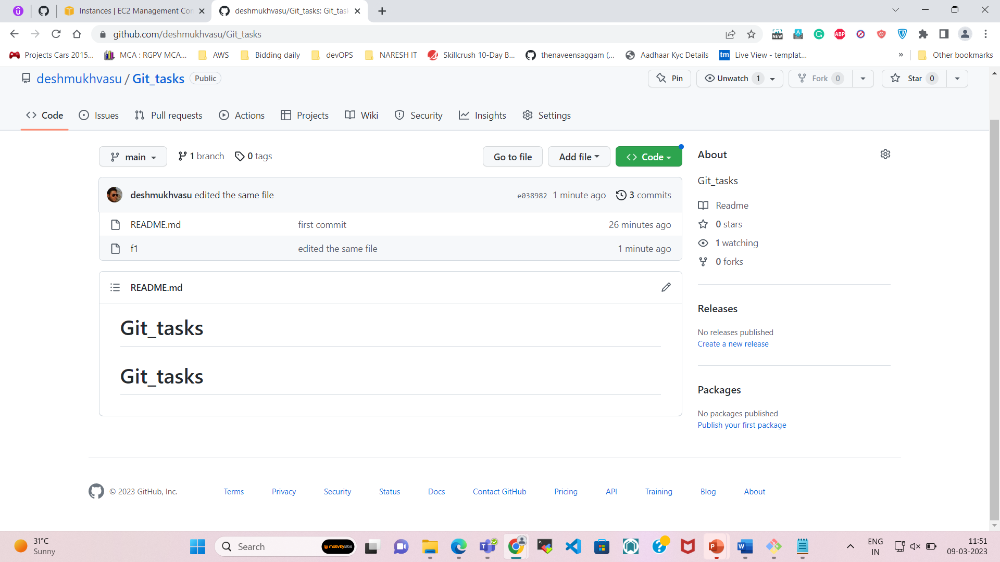 Instances | EC2 Management Con
deshmukhvasu/Git_tasks: Git_task
github.com/deshmukhvasu/Git_tasks
NEW
ABP
Projects Cars 2015...
MCA : RGPV MCA...
AWS
Bidding daily
devOPS
NARESH IT
Skillcrush 10-Day B...
thenaveensaggam (...
Aadhaar Kyc Details
tm
Live View - templat...
»
Other bookmarks
deshmukhvasu / Git_tasks Public
Pin
Unwatch 1
Fork 0
Star 0
Code
Issues
Pull requests
Actions
Projects
Wiki
Security
Insights
Settings
main
1 branch
0 tags
Go to file
Add file
Code
deshmukhvasu edited the same file
e038982 1 minute ago
3 commits
README.md first commit 26 minutes ago
f1 edited the same file 1 minute ago
README.md
Git_tasks
Git_tasks
About
Git_tasks
Readme
0 stars
1 watching
0 forks
Releases
No releases published
Create a new release
Packages
No packages published
Publish your first package
© 2023 GitHub, Inc.
Terms
Privacy
Security
Status
Docs
Contact GitHub
Pricing
API
Training
Blog
About
31°C
Sunny
Search
motivitylabs
ENG
IN
11:51
09-03-2023